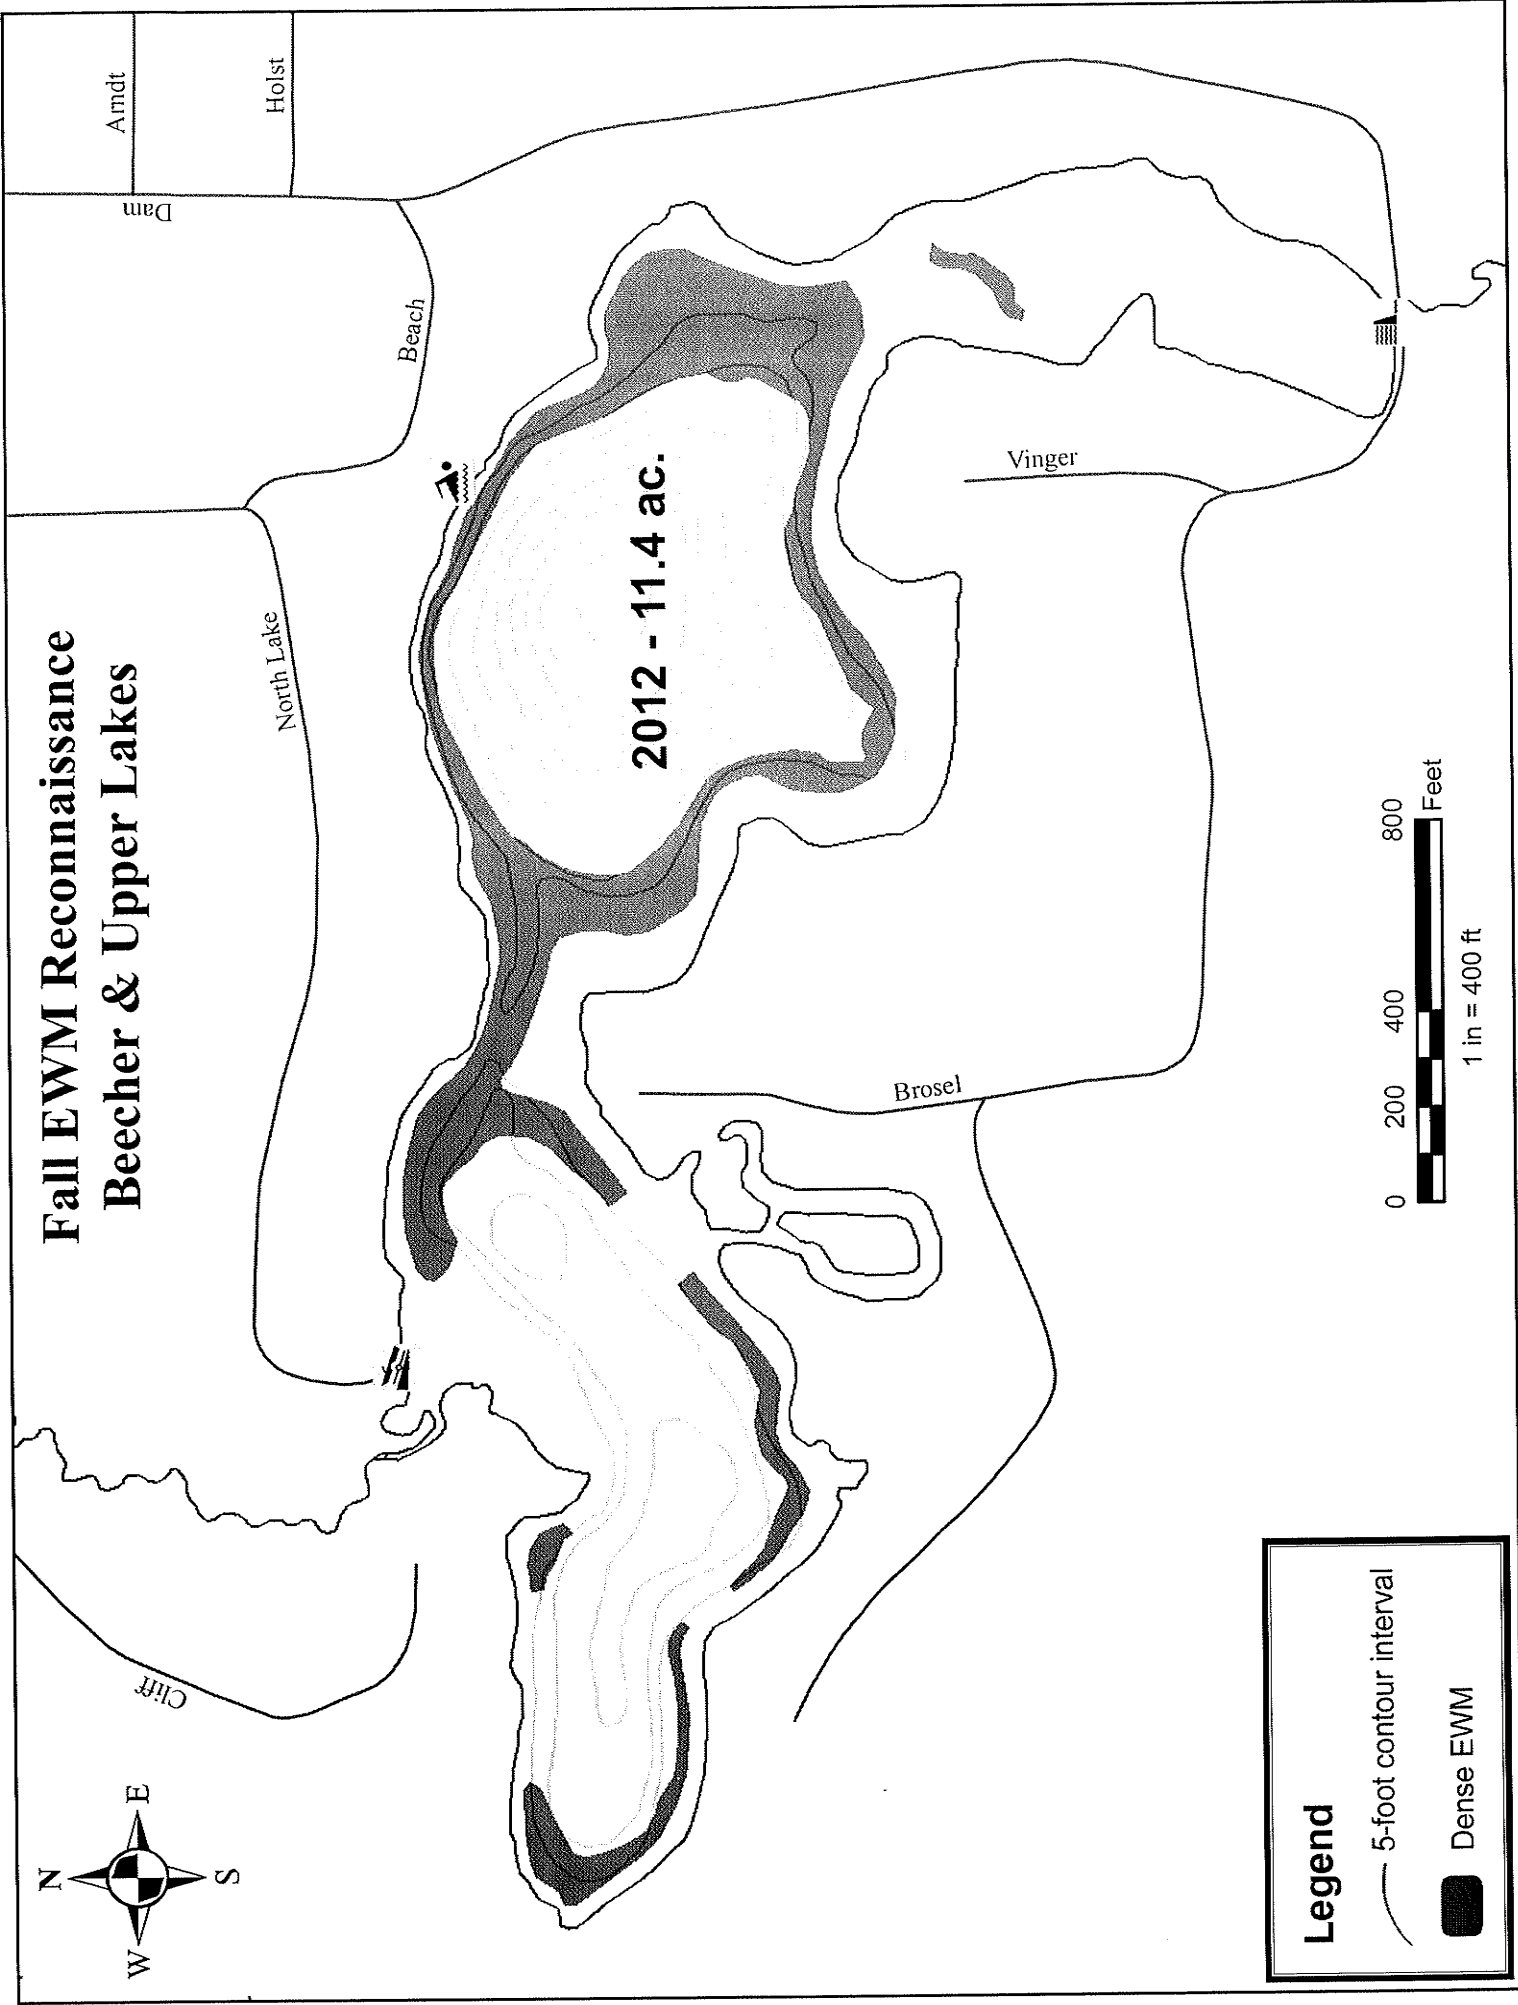 Fall EWM Reconnaissance
Beecher & Upper Lakes
N
W
E
S
Cliff
North Lake
Beach
Dam
Arndt
Holst
2012 - 11.4 ac.
Vinger
Brosel
Legend
5-foot contour interval
Dense EWM
0 200 400 800
Feet
1 in = 400 ft